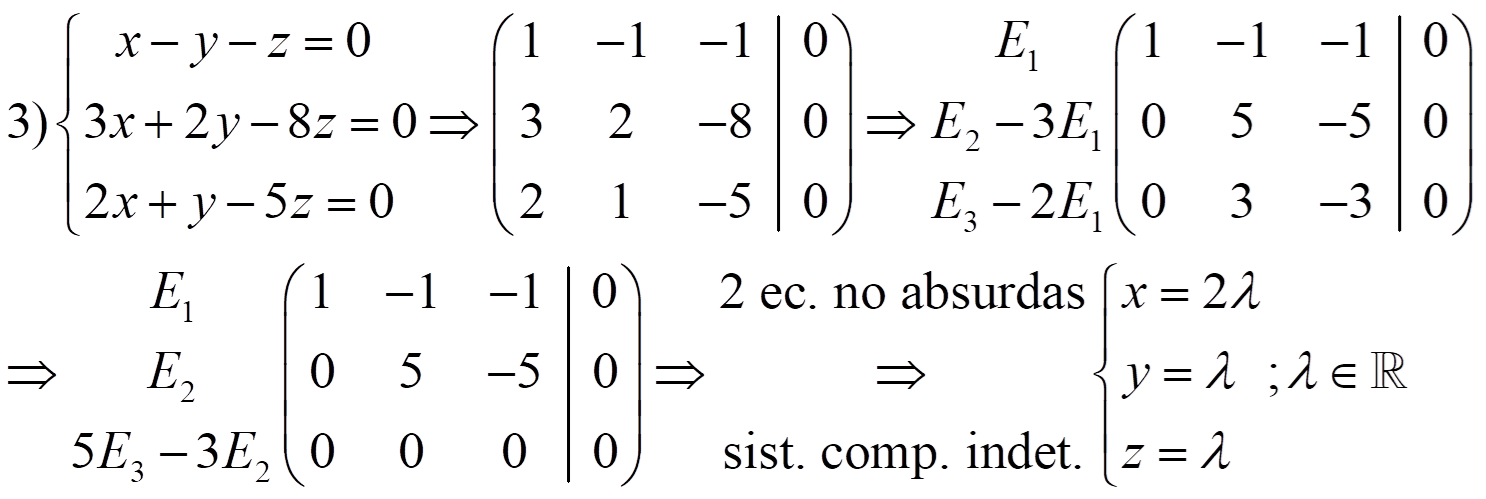 3) { x − y − z = 0 ⇒ ( 1 −1 −1 | 0 ) ⇒ E₁ ( 1 −1 −1 | 0 )
3x + 2y − 8z = 0 ( 3 2 −8 | 0 ) E₂ − 3E₁ ( 0 5 −5 | 0 )
2x + y − 5z = 0 ( 2 1 −5 | 0 ) E₃ − 2E₁ ( 0 3 −3 | 0 )
⇒ E₁ ( 1 −1 −1 | 0 ) ⇒ 2 ec. no absurdas { x = 2λ
E₂ ( 0 5 −5 | 0 ) ⇒ y = λ ; λ ∈ ℝ
5E₃ − 3E₂ ( 0 0 0 | 0 ) sist. comp. indet. z = λ